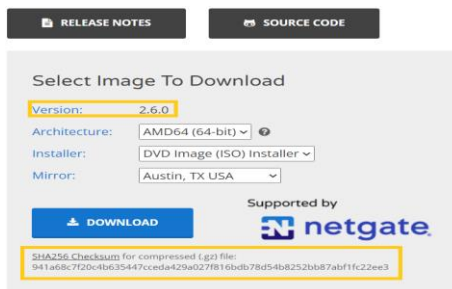 RELEASE NOTES
SOURCE CODE
Select Image To Download
Version: 2.6.0
Architecture: AMD64 (64-bit)
Installer: DVD Image (ISO) Installer
Mirror: Austin, TX USA
Supported by
DOWNLOAD
netgate
SHA256 Checksum for compressed (.gz) file:
941a68c7f20c4b635447cceda429a027f816bdb78d54b8252bb87abf1fc22ee3